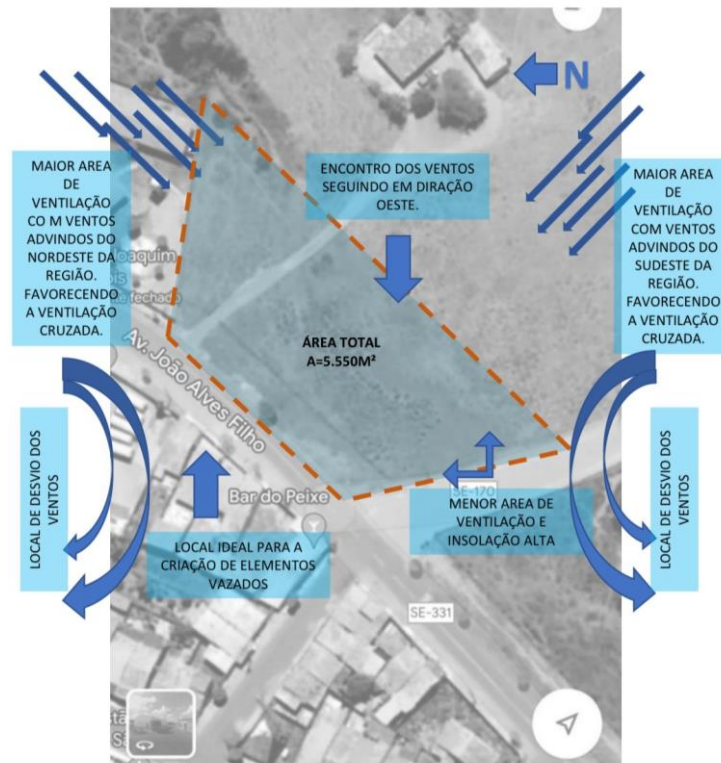 N
MAIOR AREA
DE
VENTILAÇÃO
CO M VENTOS
ADVINDOS DO
NORDESTE DA
REGIÃO.
FAVORECENDO
A VENTILAÇÃO
CRUZADA.
ENCONTRO DOS VENTOS
SEGUINDO EM DIRAÇÃO
OESTE.
MAIOR AREA
DE
VENTILAÇÃO
COM VENTOS
ADVINDOS DO
SUDESTE DA
REGIÃO.
FAVORECENDO
A VENTILAÇÃO
CRUZADA.
Joaquim
fechado
ÁREA TOTAL
A=5.550M²
Av. João Alves Filho
Bar do Peixe
SE-170
LOCAL DE DESVIO DOS
VENTOS
LOCAL IDEAL PARA A
CRIAÇÃO DE ELEMENTOS
VAZADOS
MENOR AREA DE
VENTILAÇÃO E
INSOLAÇÃO ALTA
LOCAL DE DESVIO DOS
VENTOS
SE-331